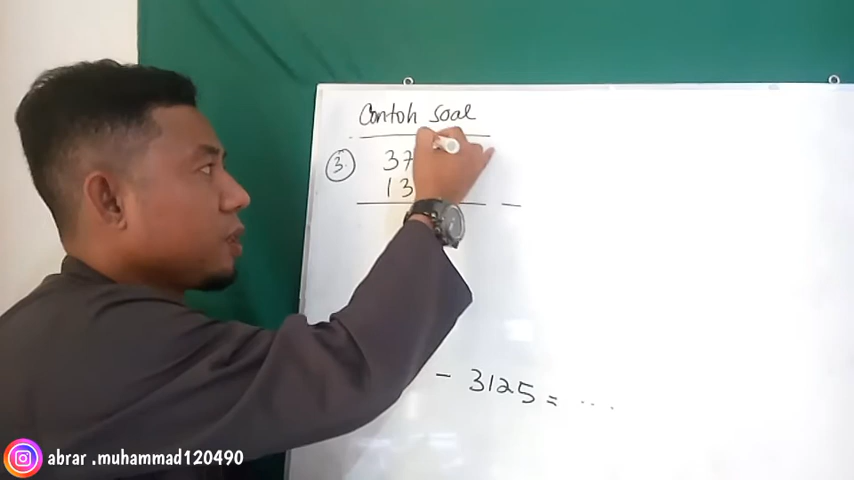 Contoh soal
3. 37
13
- 3125 = ....
abrar .muhammad120490